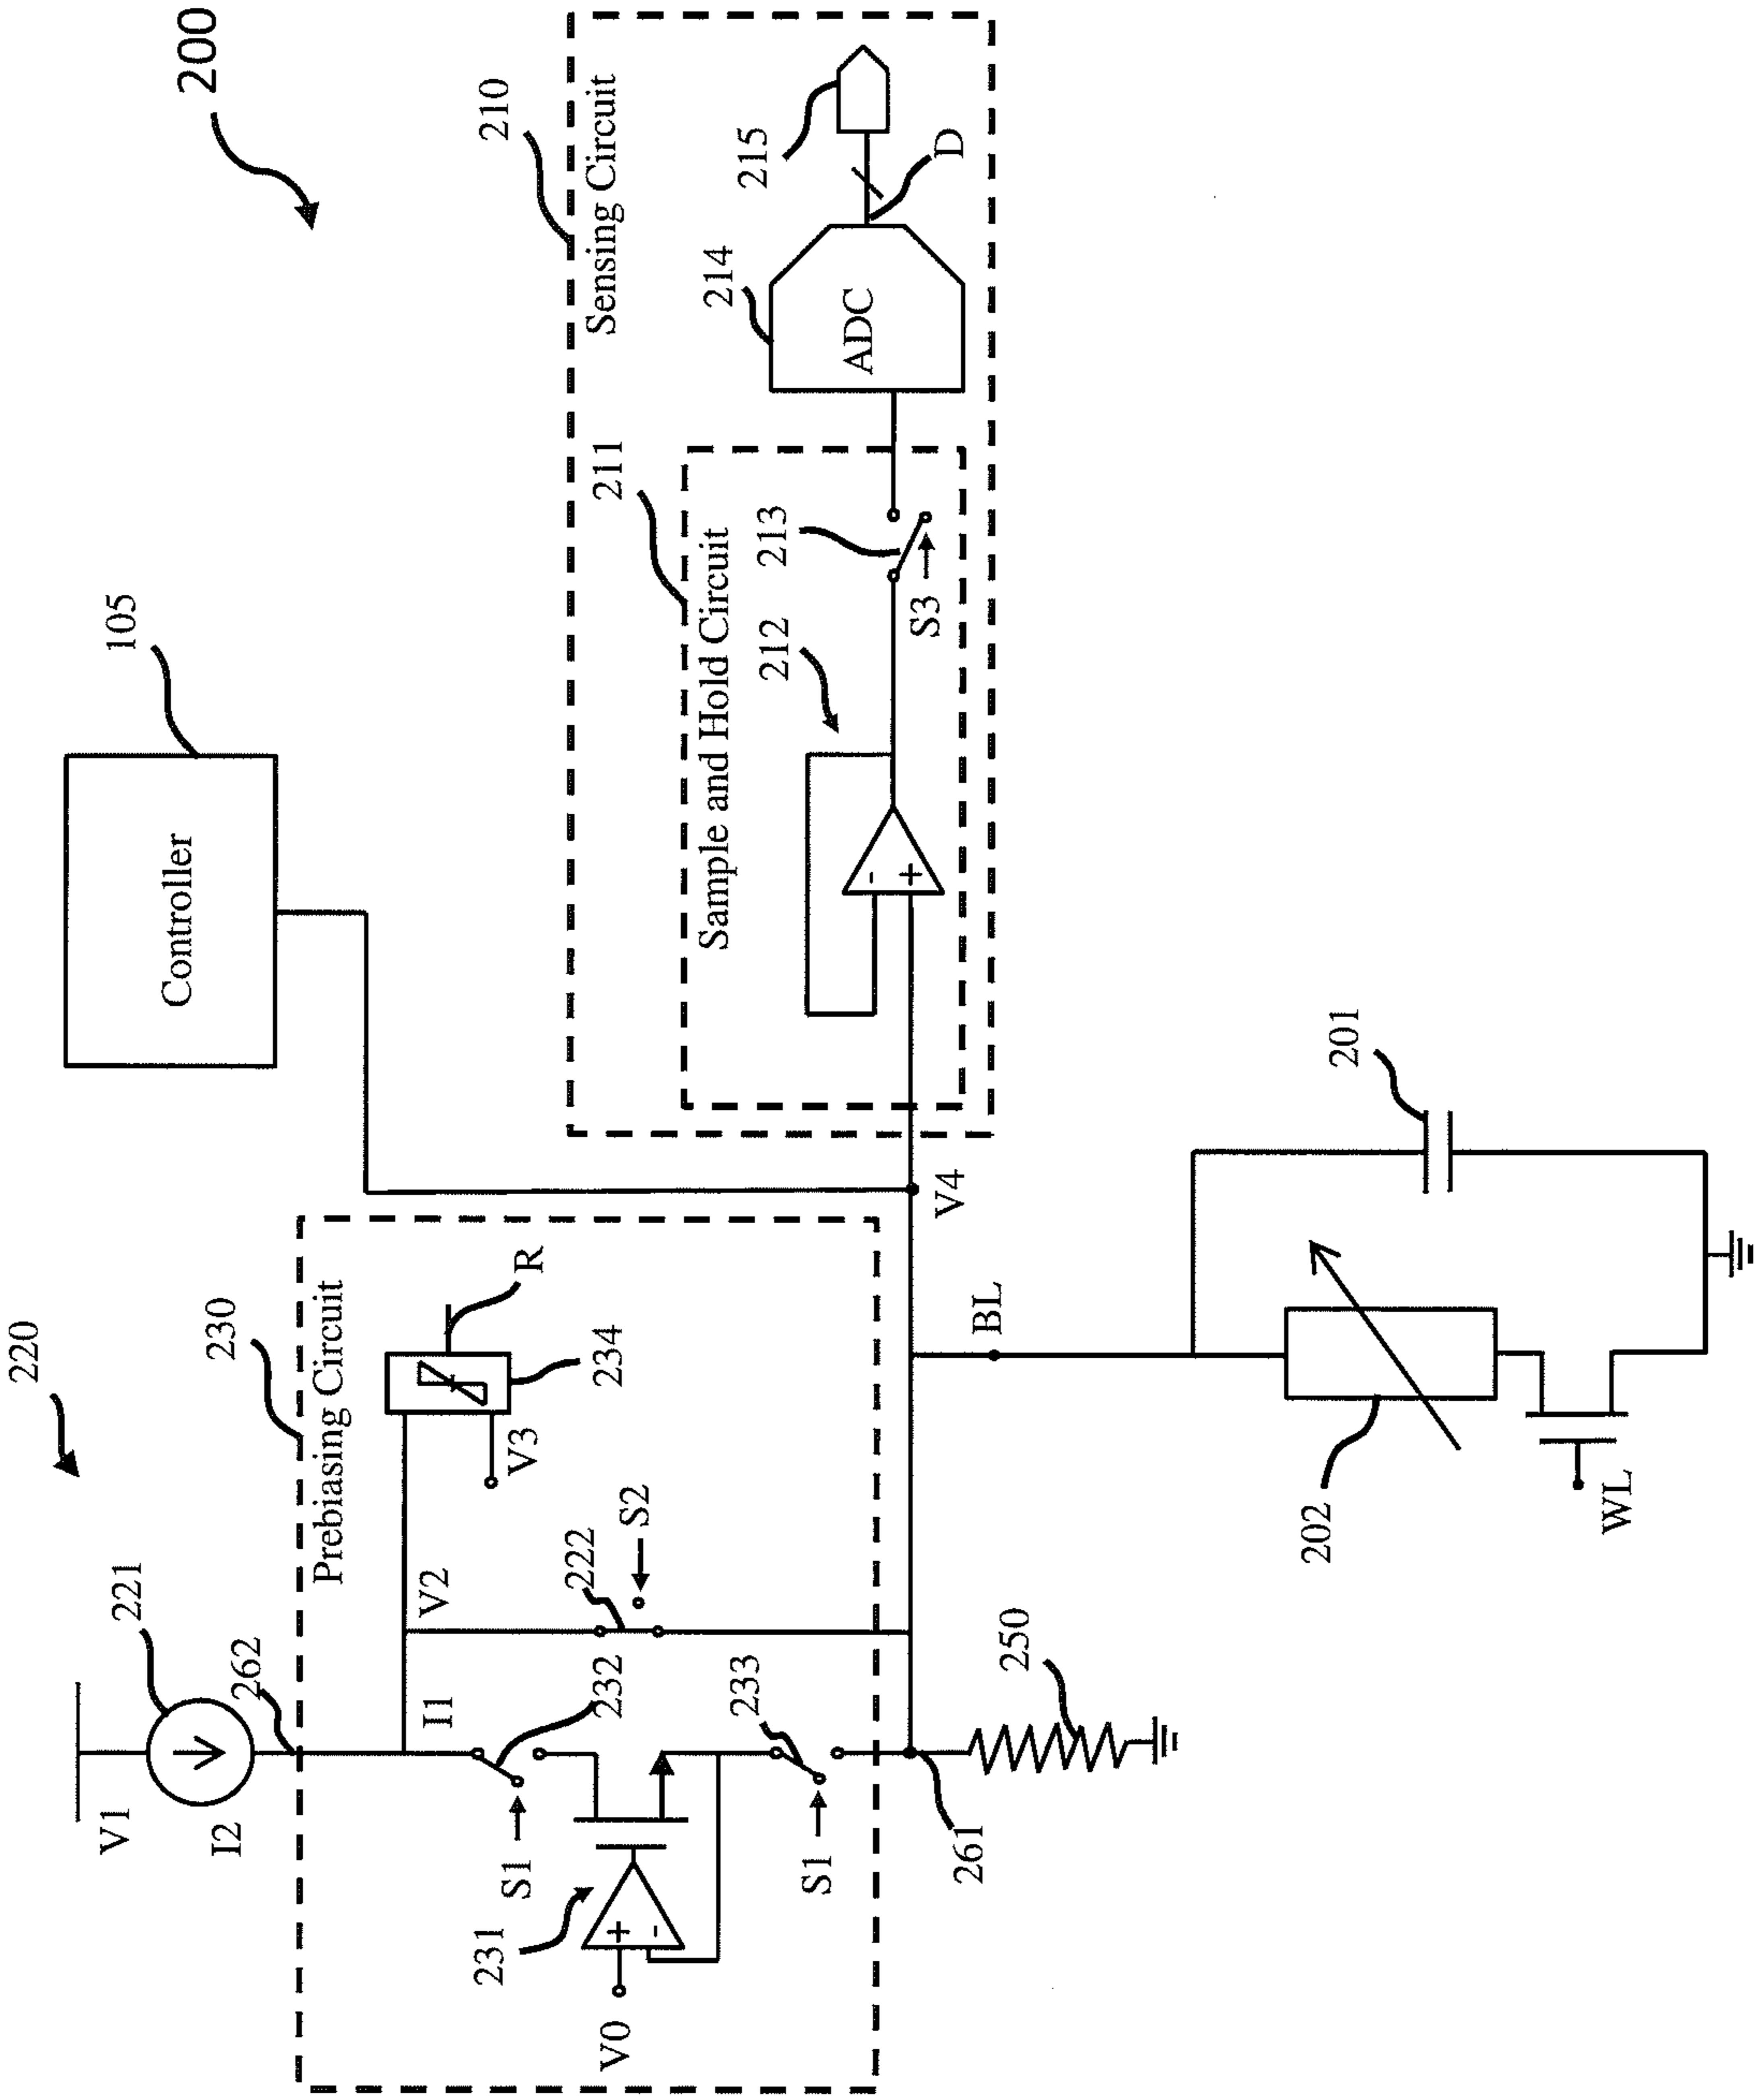 200
220
Controller
105
V1
221
I2
262
230
Prebiasing Circuit
I1
V2
R
234
V3
S1
232
222
S2
231
V0
S1
233
261
250
V4
BL
WL
202
201
210
Sensing Circuit
211
Sample and Hold Circuit
212
-
+
S3
213
214
ADC
215
D
+
-